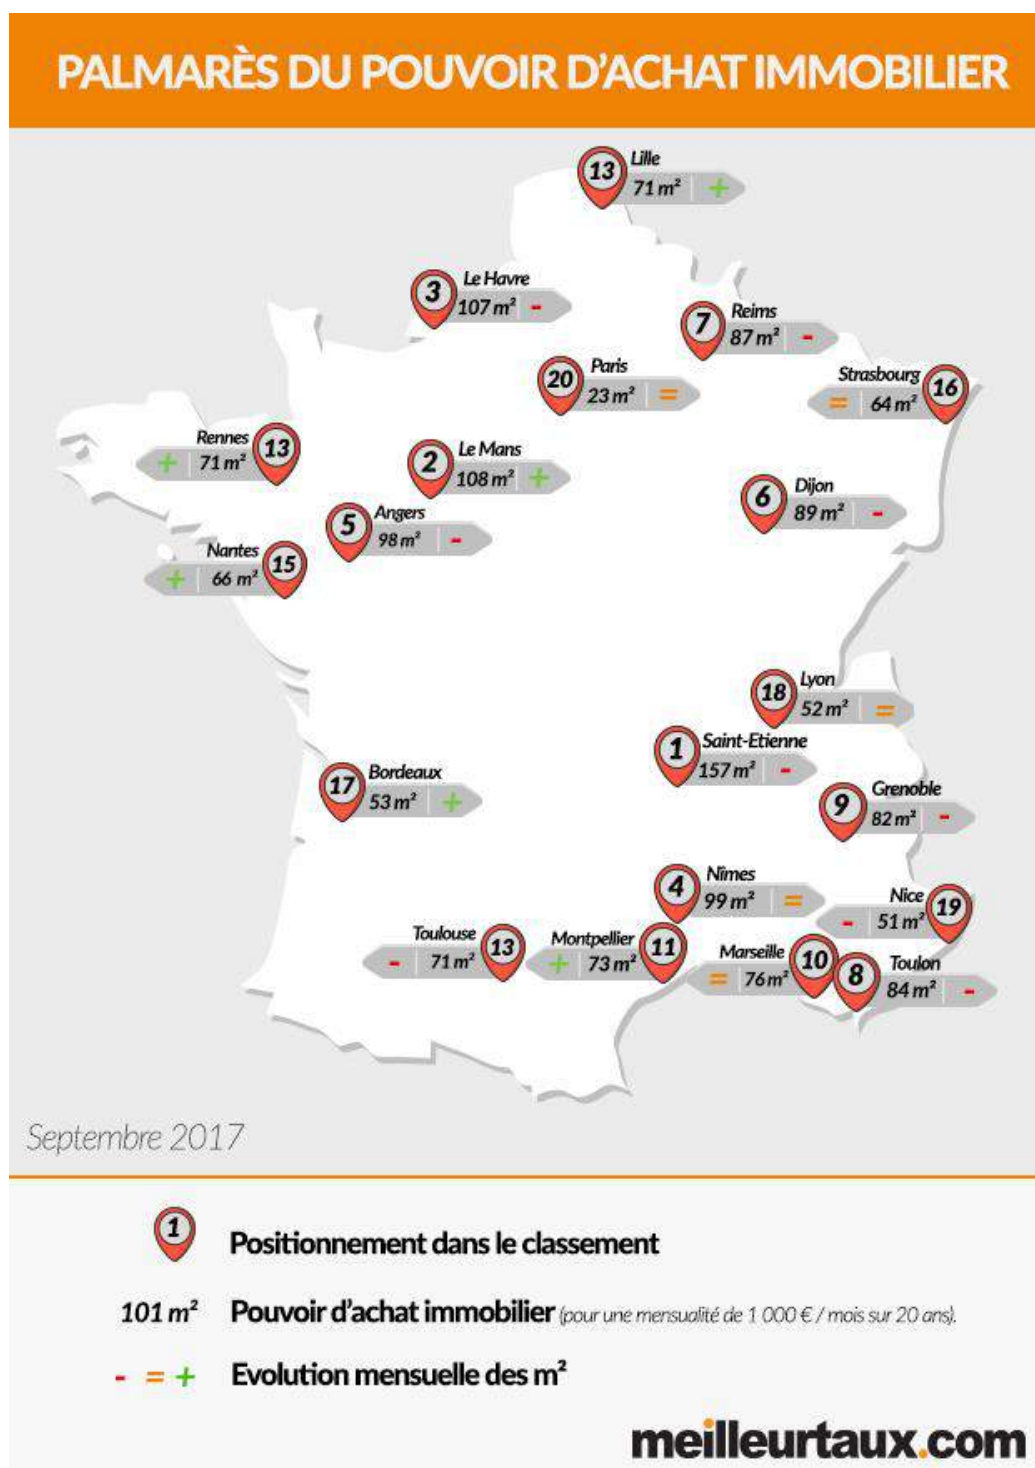 PALMARÈS DU POUVOIR D'ACHAT IMMOBILIER
13 Lille
71 m² +
3 Le Havre
107 m² -
7 Reims
87 m² -
20 Paris
23 m² =
Strasbourg 16
= 64 m²
Rennes 13
+ 71 m²
2 Le Mans
108 m² +
6 Dijon
89 m² -
5 Angers
98 m² -
Nantes 15
+ 66 m²
18 Lyon
52 m² =
1 Saint-Etienne
157 m² -
17 Bordeaux
53 m² +
9 Grenoble
82 m² -
4 Nîmes
99 m² =
Nice 19
- 51 m²
Toulouse 13
- 71 m²
Montpellier 11
+ 73 m²
Marseille 10
= 76 m²
8 Toulon
84 m² -
Septembre 2017
1 Positionnement dans le classement
101 m² Pouvoir d'achat immobilier (pour une mensualité de 1 000 € / mois sur 20 ans).
- = + Evolution mensuelle des m²
meilleurtaux.com